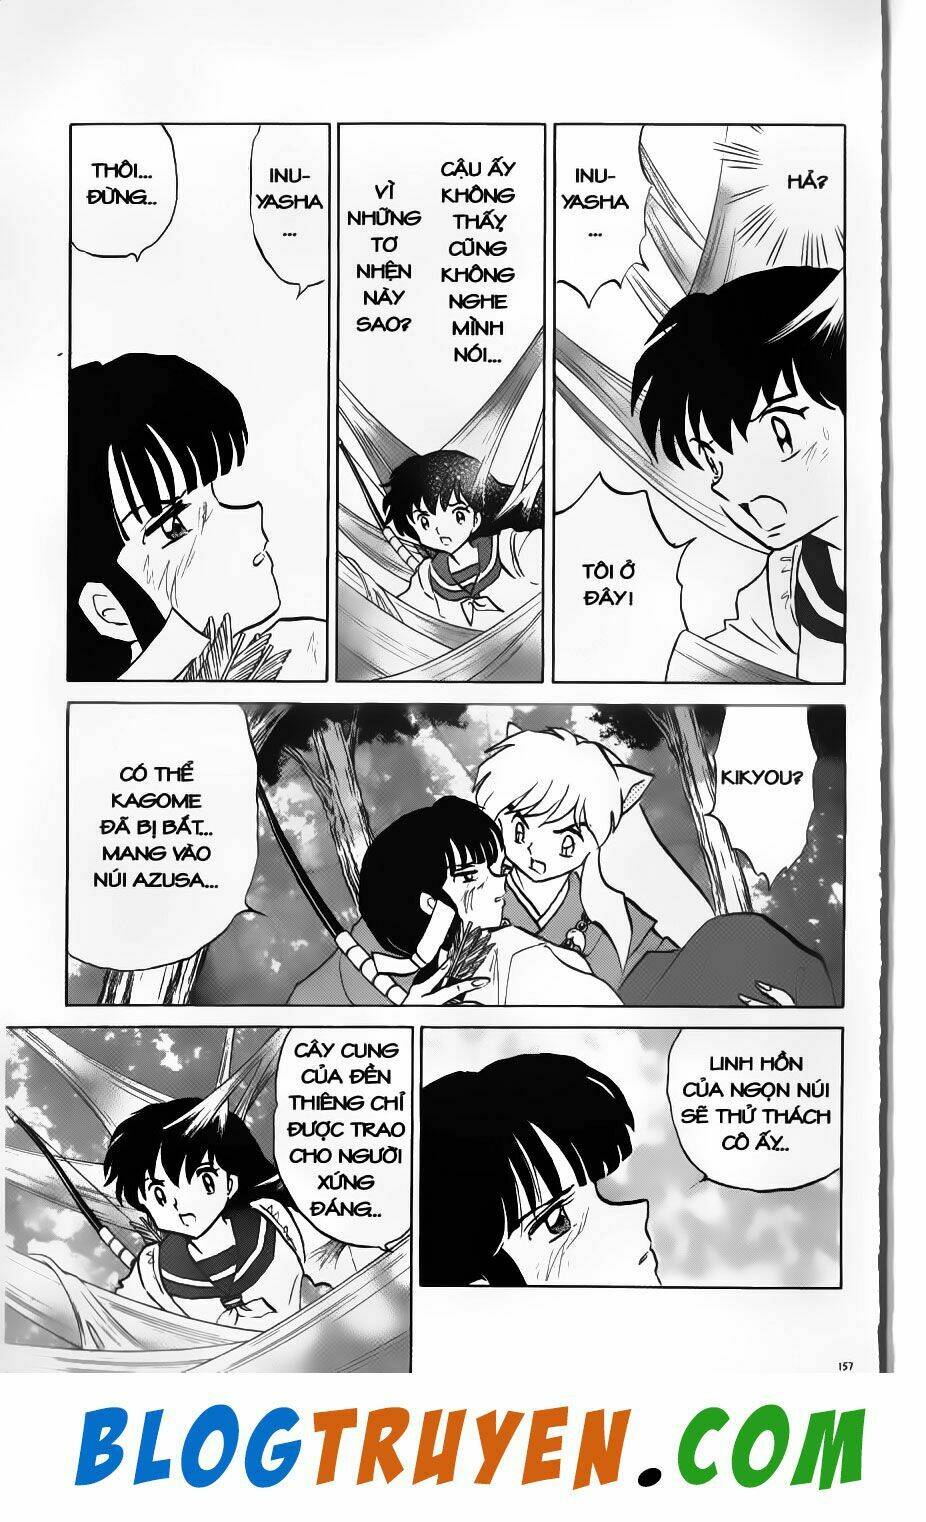 HẢ?
INU-
YASHA
...
TÔI Ở
ĐÂY!
CẬU ẤY
KHÔNG
THẤY,
CŨNG
KHÔNG
NGHE
MÌNH
NÓI...
VÌ
NHỮNG
TƠ
NHỆN
NÀY
SAO?
INU-
YASHA
...
THÔI...
ĐỪNG...
KIKYOU?
CÓ THỂ
KAGOME
ĐÃ BỊ BẮT...
MANG VÀO
NÚI AZUSA...
LINH HỒN
CỦA NGỌN NÚI
SẼ THỬ THÁCH
CÔ ẤY...
CÂY CUNG
CỦA ĐỀN
THIÊNG CHỈ
ĐƯỢC TRAO
CHO NGƯỜI
XỨNG
ĐÁNG...
157
BLOGTRUYEN.COM